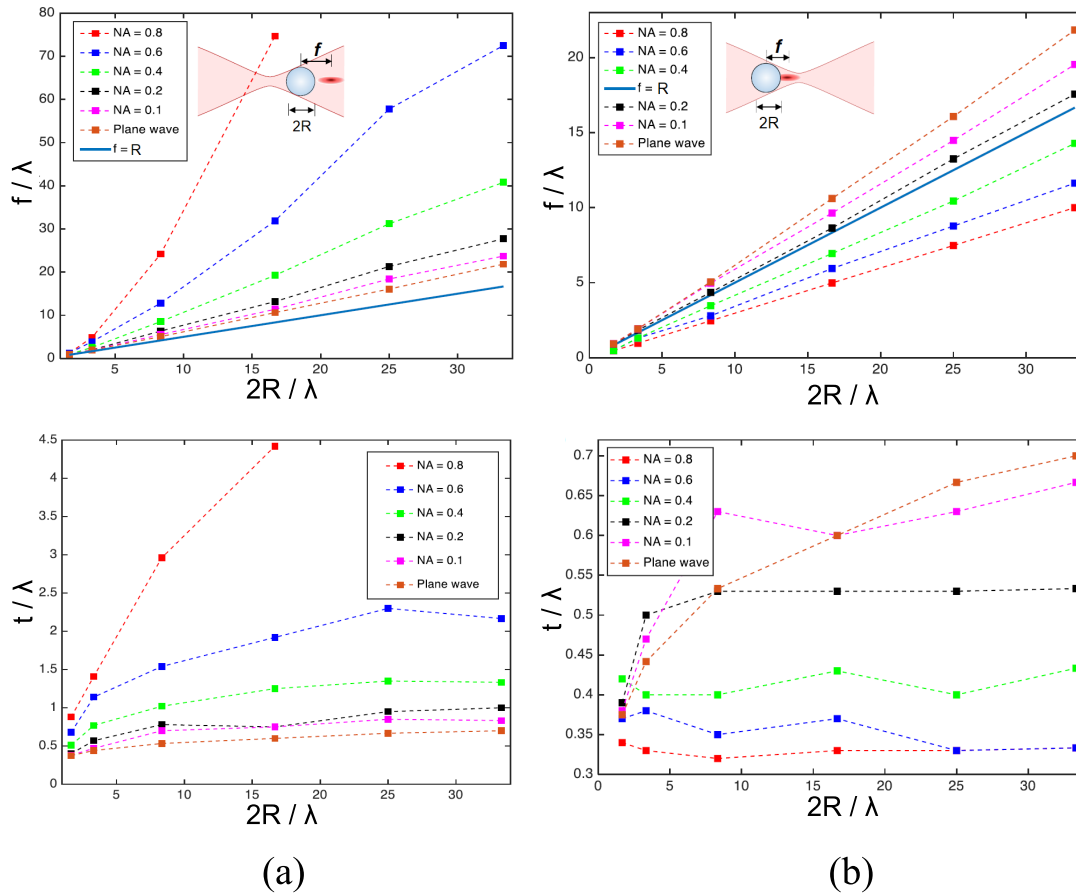 80
70
60
50
40
30
20
10
0
f / λ
NA = 0.8
NA = 0.6
NA = 0.4
NA = 0.2
NA = 0.1
Plane wave
f = R
f
2R
5 10 15 20 25 30
2R / λ
20
15
10
5
0
f / λ
NA = 0.8
NA = 0.6
NA = 0.4
f = R
NA = 0.2
NA = 0.1
Plane wave
f
2R
0 5 10 15 20 25 30
2R / λ
4.5
4
3.5
3
2.5
2
1.5
1
0.5
0
t / λ
NA = 0.8
NA = 0.6
NA = 0.4
NA = 0.2
NA = 0.1
Plane wave
5 10 15 20 25 30
2R / λ
0.7
0.65
0.6
0.55
0.5
0.45
0.4
0.35
0.3
t / λ
NA = 0.8
NA = 0.6
NA = 0.4
NA = 0.2
NA = 0.1
Plane wave
0 5 10 15 20 25 30
2R / λ
(a)
(b)